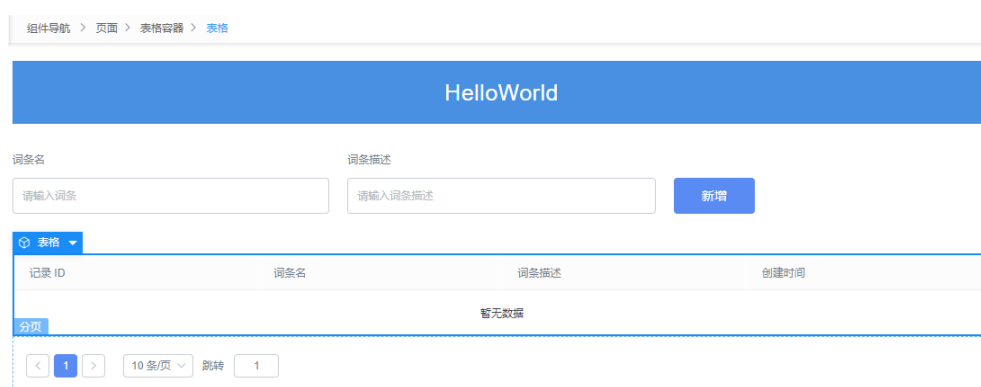 组件导航 > 页面 > 表格容器 > 表格
HelloWorld
词条名 词条描述
请输入词条 请输入词条描述 新增
表格
记录 ID 词条名 词条描述 创建时间
暂无数据
分页
< 1 > 10 条/页 跳转 1